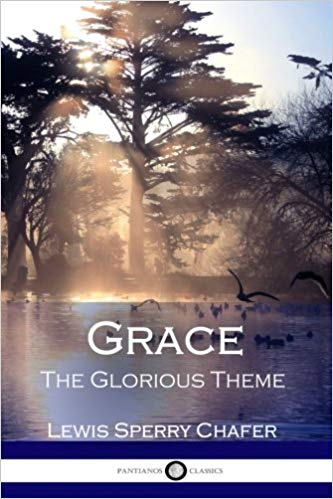 GRACE
THE GLORIOUS THEME
LEWIS SPERRY CHAFER
PANTIANOS CLASSICS